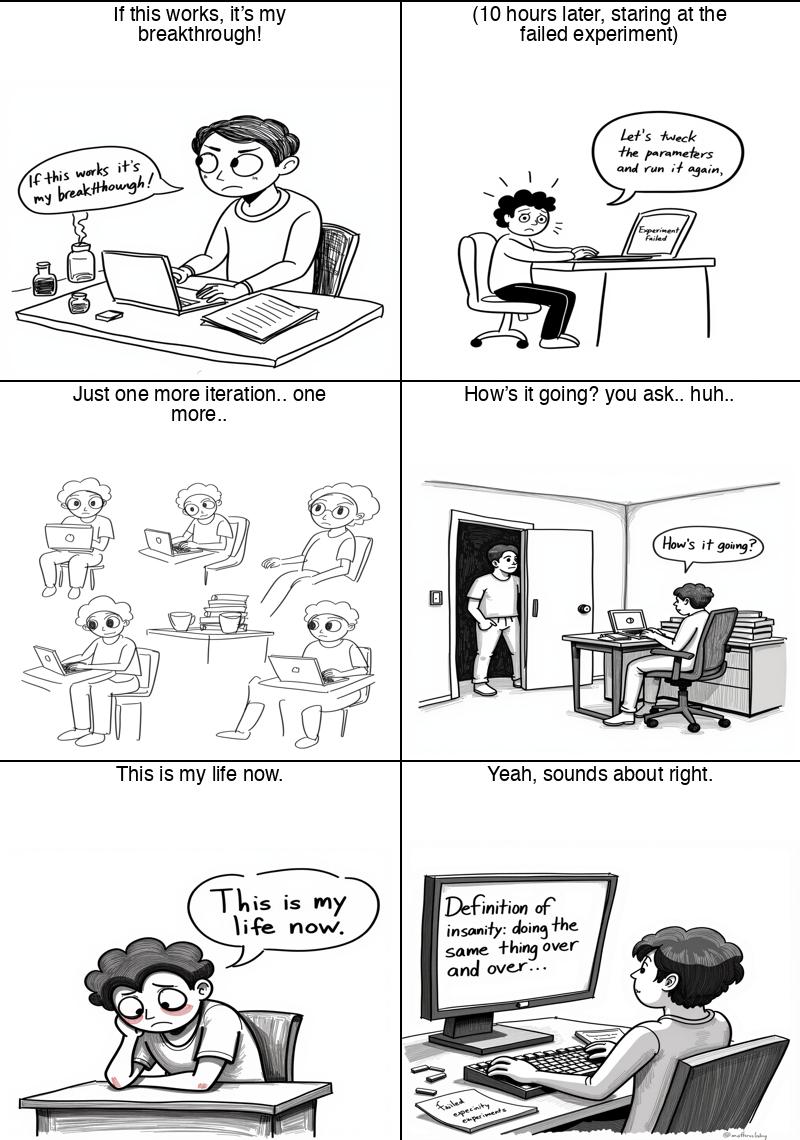 If this works, it's my
breakthrough!
If this works it's
my breakthhoungh!
(10 hours later, staring at the
failed experiment)
Let's tweck
the parameters
and run it again,
Experiment
Failed
Just one more iteration.. one
more..
How's it going? you ask.. huh..
How's it goiing?
This is my life now.
This is my
life now.
Yeah, sounds about right.
Definition of
insanity: doing the
same thing over
and over...
Failed
experiments